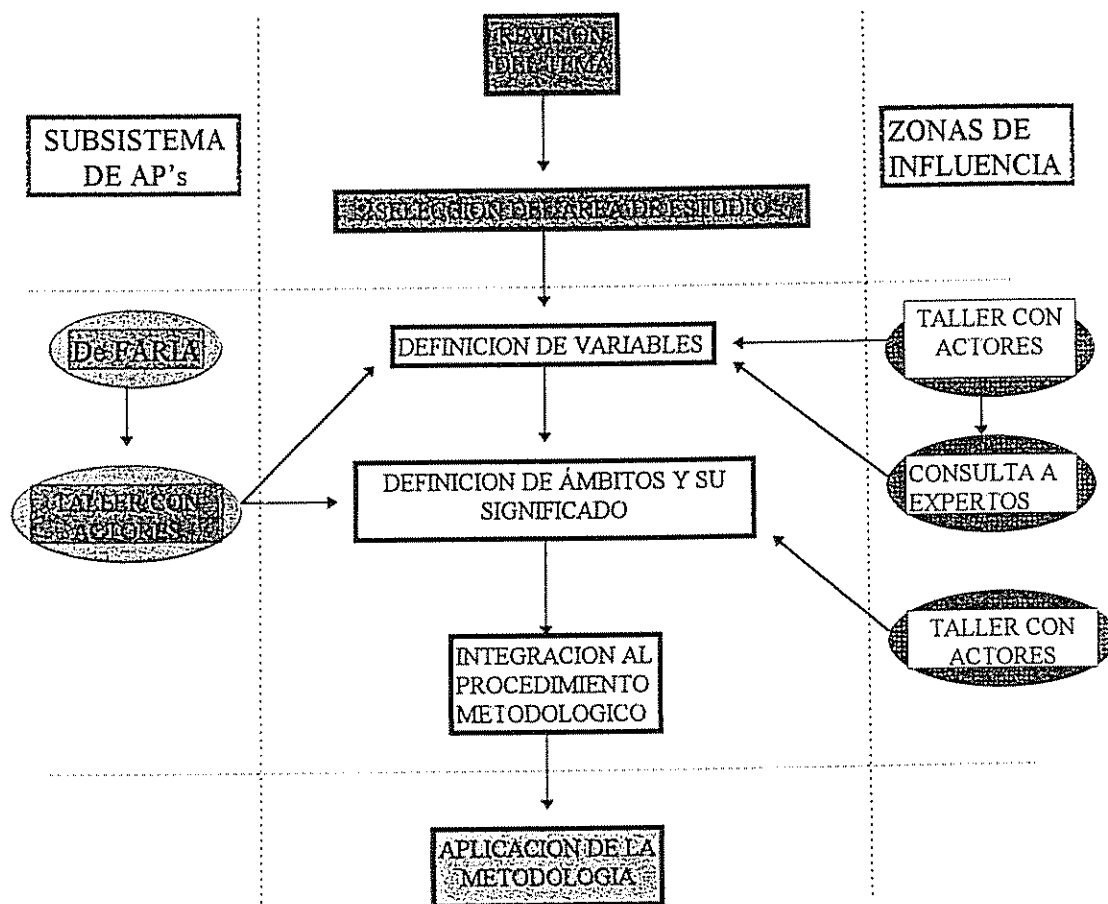 REVISION
DEL TEMA
SUBSISTEMA
DE AP's
ZONAS DE
INFLUENCIA
SELECCION DEL ÁREA DE ESTUDIO
De FARIA
DEFINICION DE VARIABLES
TALLER CON
ACTORES
TALLER CON
ACTORES
DEFINICION DE ÁMBITOS Y SU
SIGNIFICADO
CONSULTA A
EXPERTOS
TALLER CON
ACTORES
INTEGRACION AL
PROCEDIMIENTO
METODOLOGICO
APLICACION DE LA
METODOLOGIA